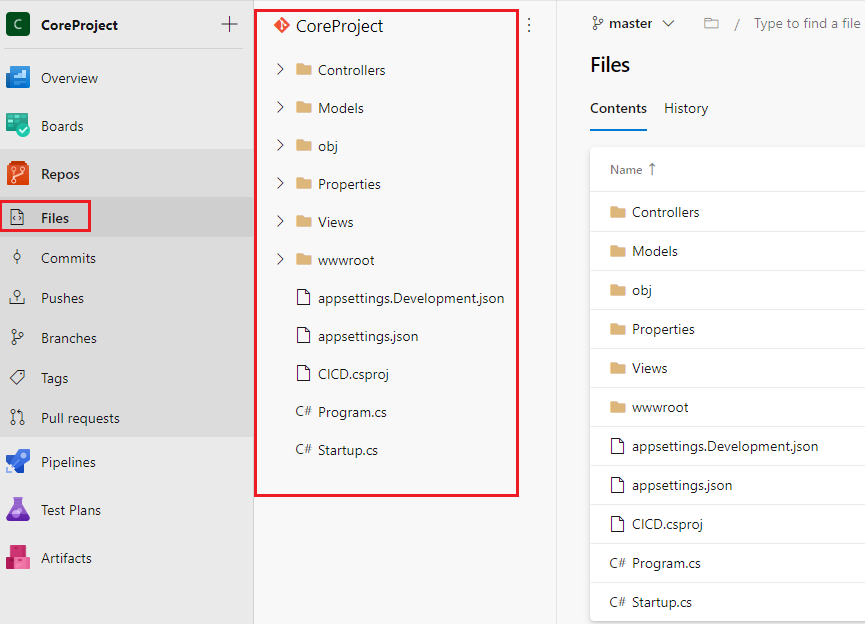 C CoreProject +
Overview
Boards
Repos
Files
Commits
Pushes
Branches
Tags
Pull requests
Pipelines
Test Plans
Artifacts
CoreProject
Controllers
Models
obj
Properties
Views
wwwroot
appsettings.Development.json
appsettings.json
CICD.csproj
C# Program.cs
C# Startup.cs
master / Type to find a file
Files
Contents History
Name ↑
Controllers
Models
obj
Properties
Views
wwwroot
appsettings.Development.json
appsettings.json
CICD.csproj
C# Program.cs
C# Startup.cs